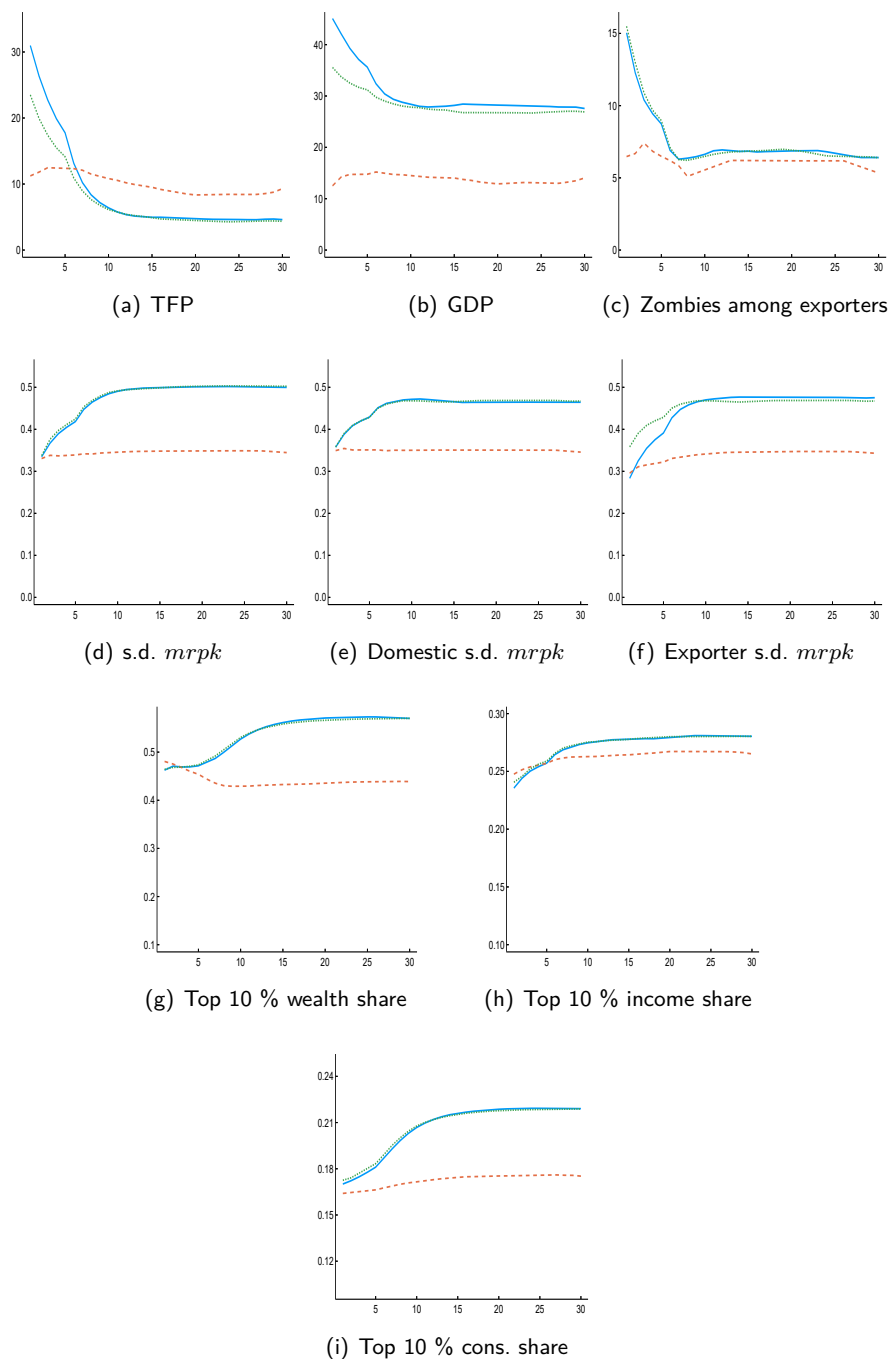 30
20
10
0
5 10 15 20 25 30
(a) TFP
40
30
20
10
0
5 10 15 20 25 30
(b) GDP
15
10
5
0
5 10 15 20 25 30
(c) Zombies among exporters
0.5
0.4
0.3
0.2
0.1
0.0
5 10 15 20 25 30
(d) s.d. mrpk
0.5
0.4
0.3
0.2
0.1
0.0
5 10 15 20 25 30
(e) Domestic s.d. mrpk
0.5
0.4
0.3
0.2
0.1
0.0
5 10 15 20 25 30
(f) Exporter s.d. mrpk
0.5
0.4
0.3
0.2
0.1
5 10 15 20 25 30
(g) Top 10 % wealth share
0.30
0.25
0.20
0.15
0.10
5 10 15 20 25 30
(h) Top 10 % income share
0.24
0.21
0.18
0.15
0.12
5 10 15 20 25 30
(i) Top 10 % cons. share